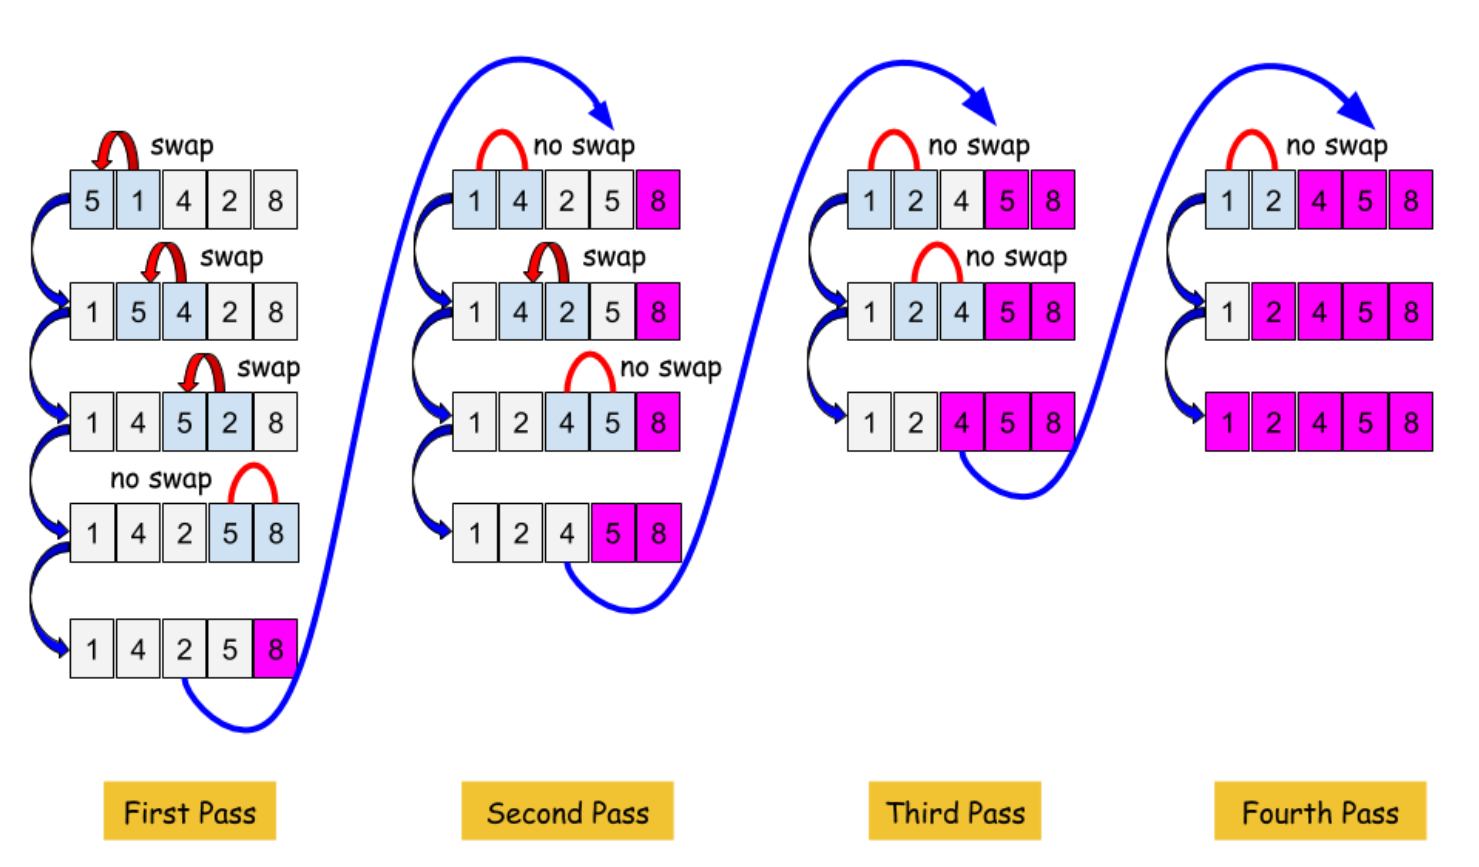 swap
5 1 4 2 8
swap
1 5 4 2 8
swap
1 4 5 2 8
no swap
1 4 2 5 8
1 4 2 5 8
First Pass
no swap
1 4 2 5 8
swap
1 4 2 5 8
no swap
1 2 4 5 8
1 2 4 5 8
Second Pass
no swap
1 2 4 5 8
no swap
1 2 4 5 8
1 2 4 5 8
Third Pass
no swap
1 2 4 5 8
1 2 4 5 8
1 2 4 5 8
Fourth Pass